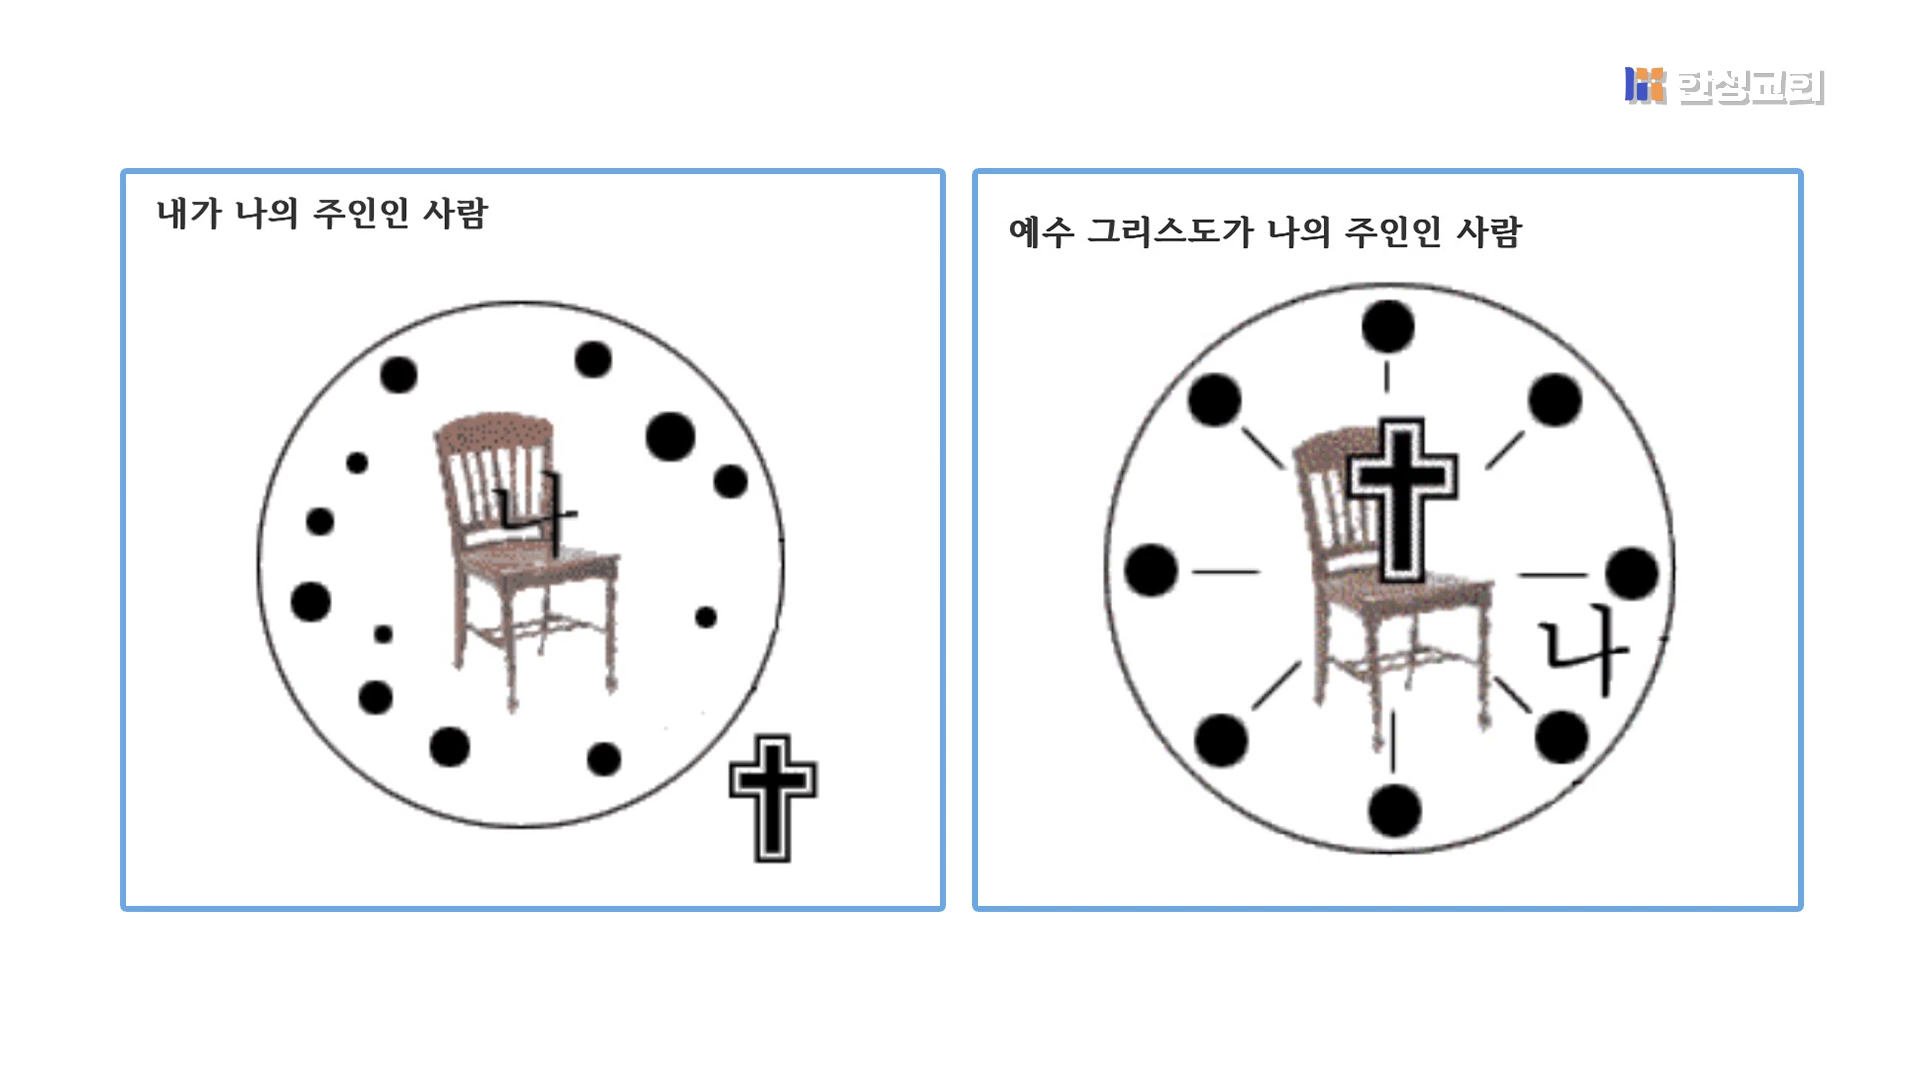 한성교회
내가 나의 주인인 사람
예수 그리스도가 나의 주인인 사람
나
나